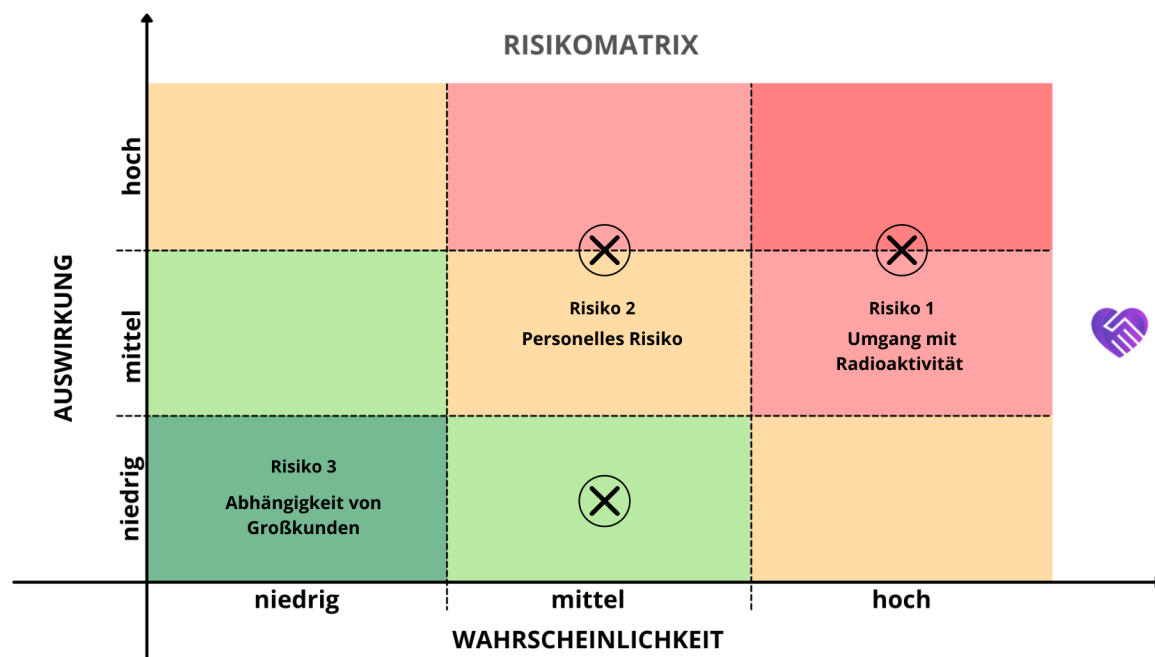 RISIKOMATRIX
AUSWIRKUNG
hoch
mittel
niedrig
Risiko 2
Personelles Risiko
Risiko 1
Umgang mit
Radioaktivität
Risiko 3
Abhängigkeit von
Großkunden
niedrig
mittel
hoch
WAHRSCHEINLICHKEIT